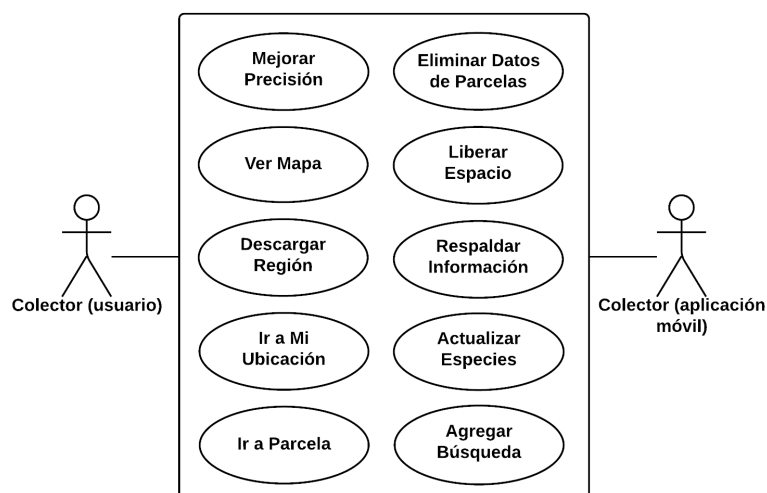 Mejorar
Precisión
Eliminar Datos
de Parcelas
Ver Mapa
Liberar
Espacio
Descargar
Región
Respaldar
Información
Colector (usuario)
Colector (aplicación
móvil)
Ir a Mi
Ubicación
Actualizar
Especies
Ir a Parcela
Agregar
Búsqueda